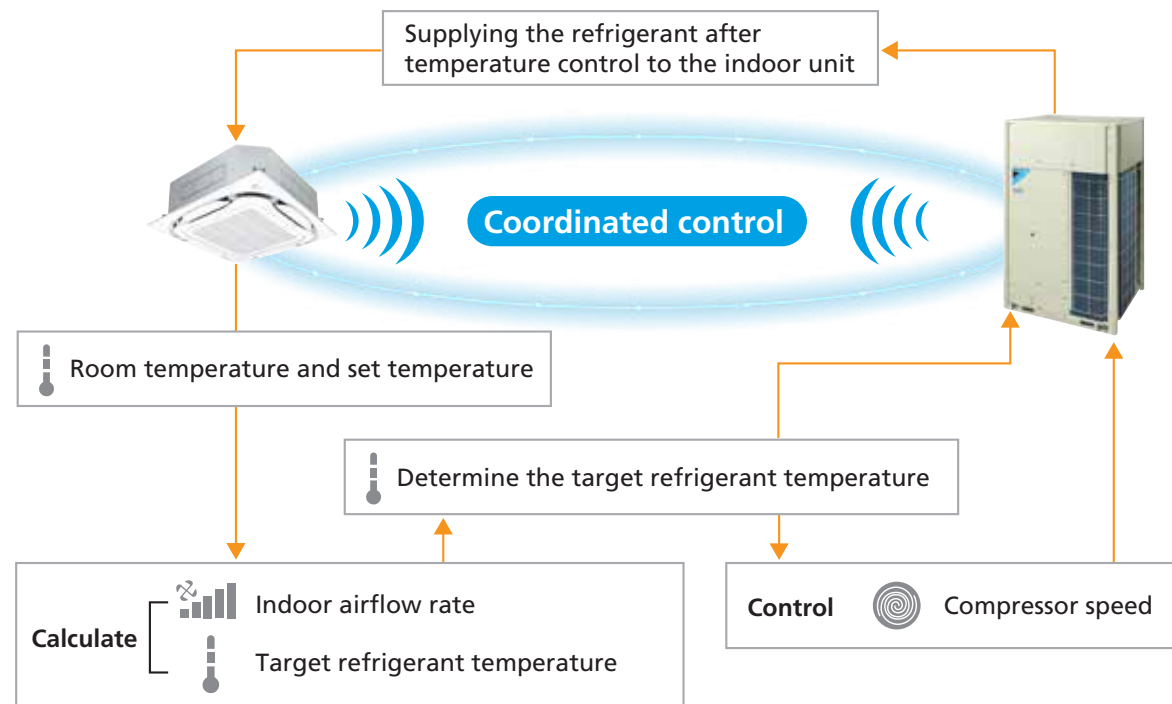 Supplying the refrigerant after
temperature control to the indoor unit
Coordinated control
Room temperature and set temperature
Determine the target refrigerant temperature
Calculate
Indoor airflow rate
Target refrigerant temperature
Control
Compressor speed